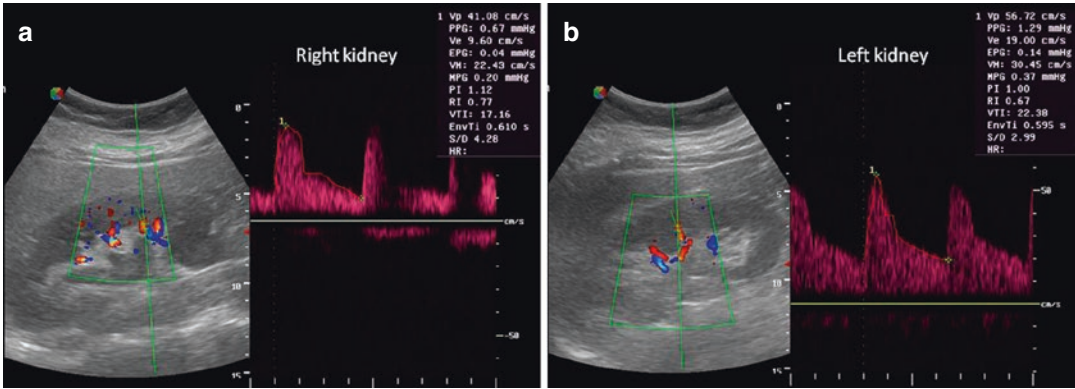 a
Right kidney
1 Vp 41.08 cm/s
PPG: 0.67 mmHg
Ve 9.60 cm/s
EPG: 0.04 mmHg
VM: 22.43 cm/s
MPG 0.20 mmHg
PI 1.12
RI 0.77
VTI: 17.16
EnvTi 0.610 s
S/D 4.28
HR:
0
1
5
cm/s
10
-50
15
b
Left kidney
1 Vp 56.72 cm/s
PPG: 1.29 mmHg
Ve 19.00 cm/s
EPG: 0.14 mmHg
VM: 30.45 cm/s
MPG 0.37 mmHg
PI 1.00
RI 0.67
VTI: 22.38
EnvTi 0.595 s
S/D 2.99
HR:
0
1
50
5
10
cm/s
15